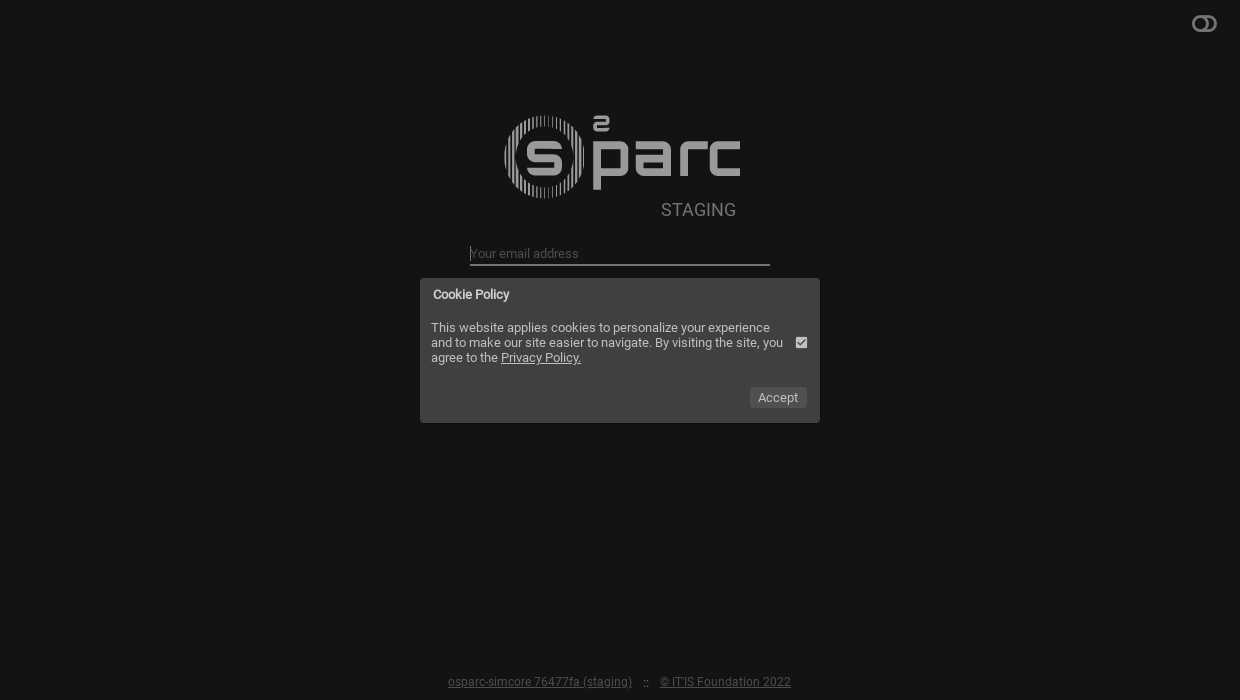 s²parc
STAGING
Your email address
Cookie Policy
This website applies cookies to personalize your experience
and to make our site easier to navigate. By visiting the site, you
agree to the Privacy Policy.
Accept
osparc-simcore 76477fa (staging) :: © IT'IS Foundation 2022